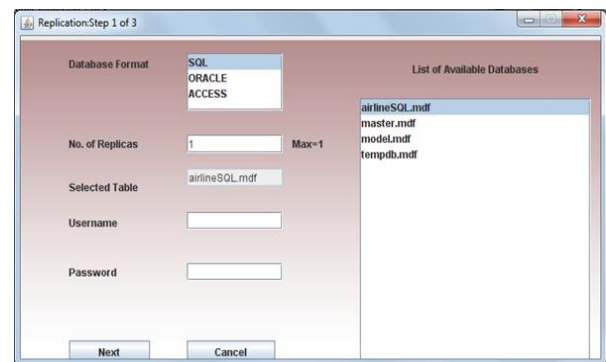 Replication:Step 1 of 3
Database Format
SQL
ORACLE
ACCESS
No. of Replicas
1
Max=1
Selected Table
airlineSQL.mdf
Username
Password
Next
Cancel
List of Available Databases
airlineSQL.mdf
master.mdf
model.mdf
tempdb.mdf